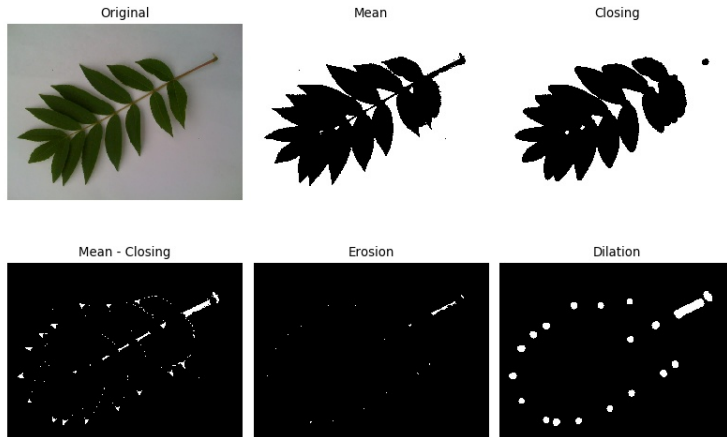 Original
Mean
Closing
Mean - Closing
Erosion
Dilation